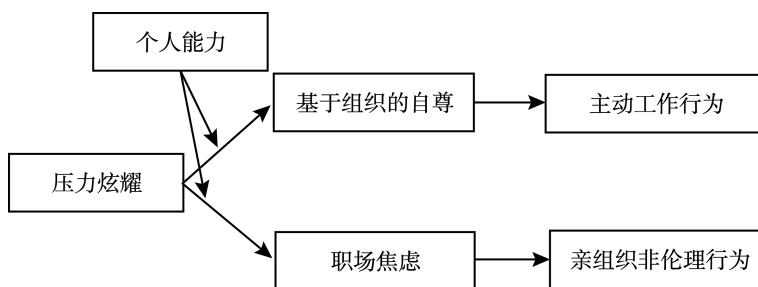 个人能力
基于组织的自尊
主动工作行为
压力炫耀
职场焦虑
亲组织非伦理行为